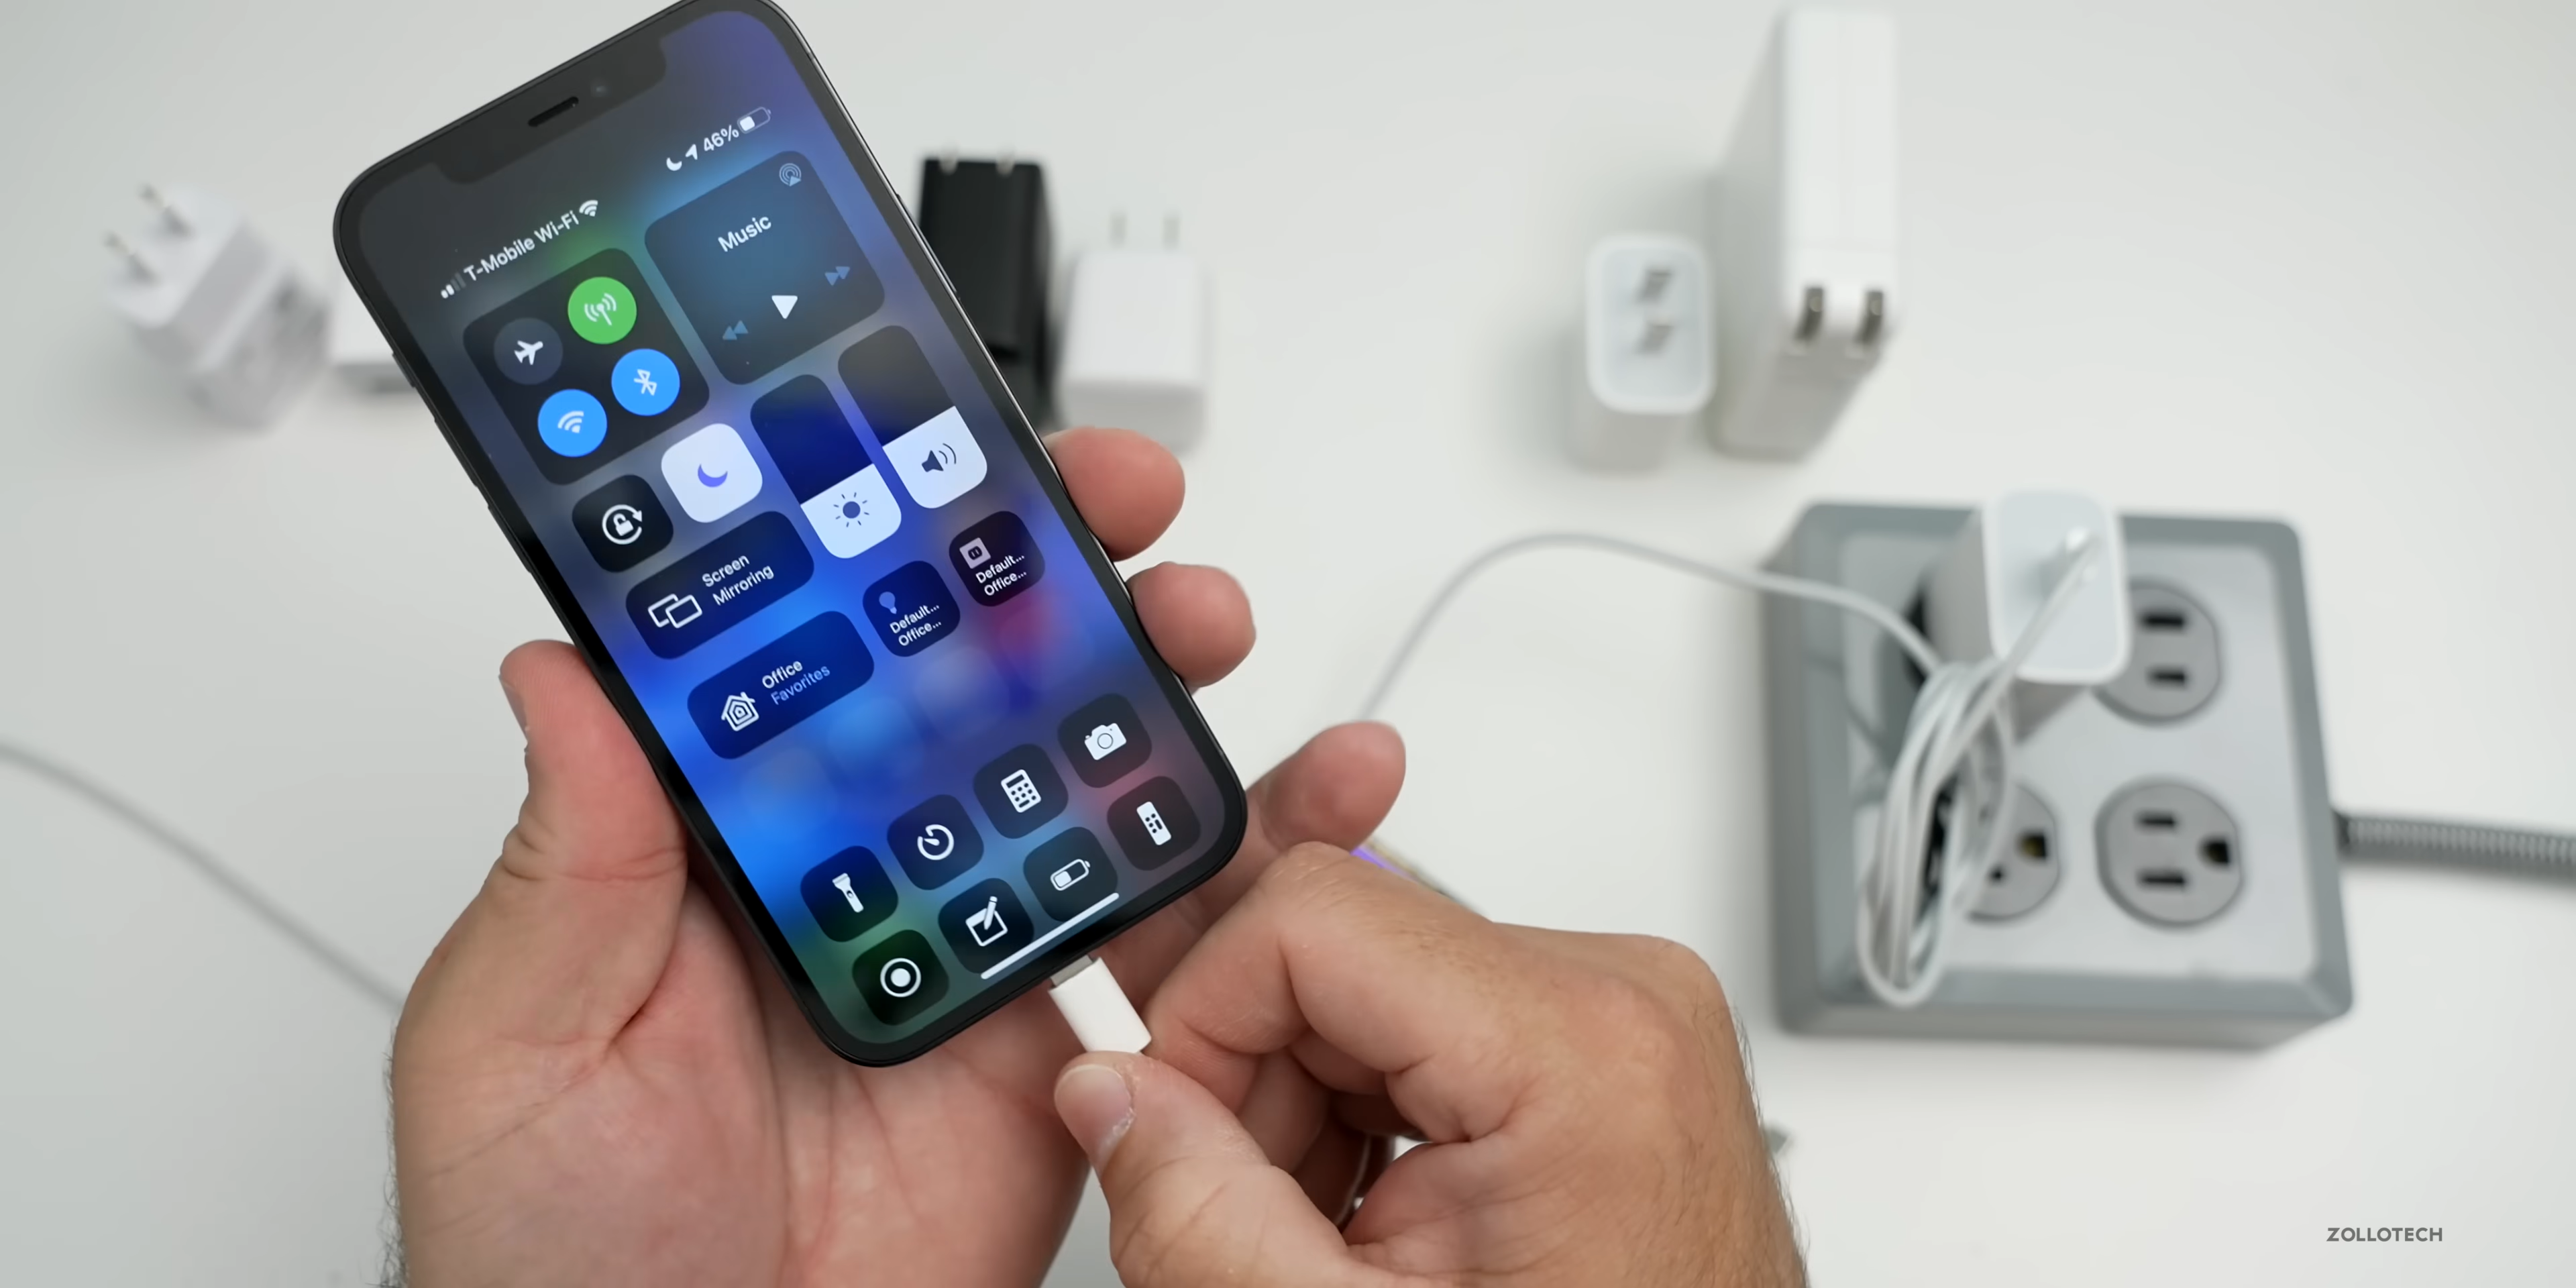 T-Mobile Wi-Fi
46%
Music
Screen
Mirroring
Default...
Office...
Default...
Office...
Office
Favorites
ZOLLOTECH